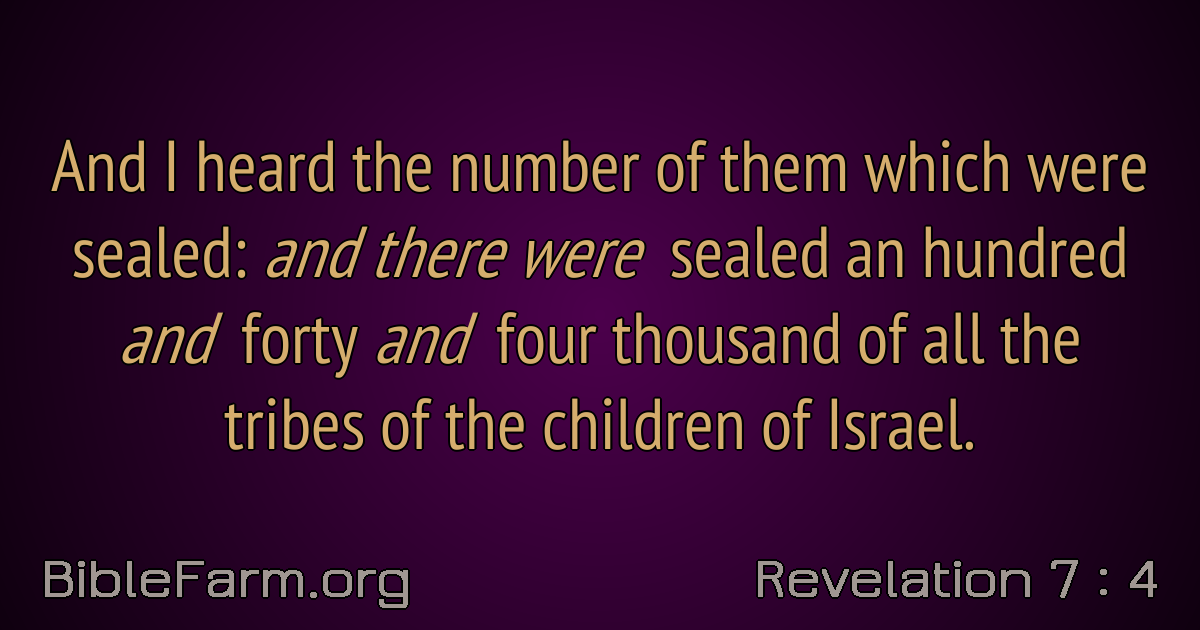 And I heard the number of them which were
sealed: and there were sealed an hundred
and forty and four thousand of all the
tribes of the children of Israel.
BibleFarm.org
Revelation 7 : 4